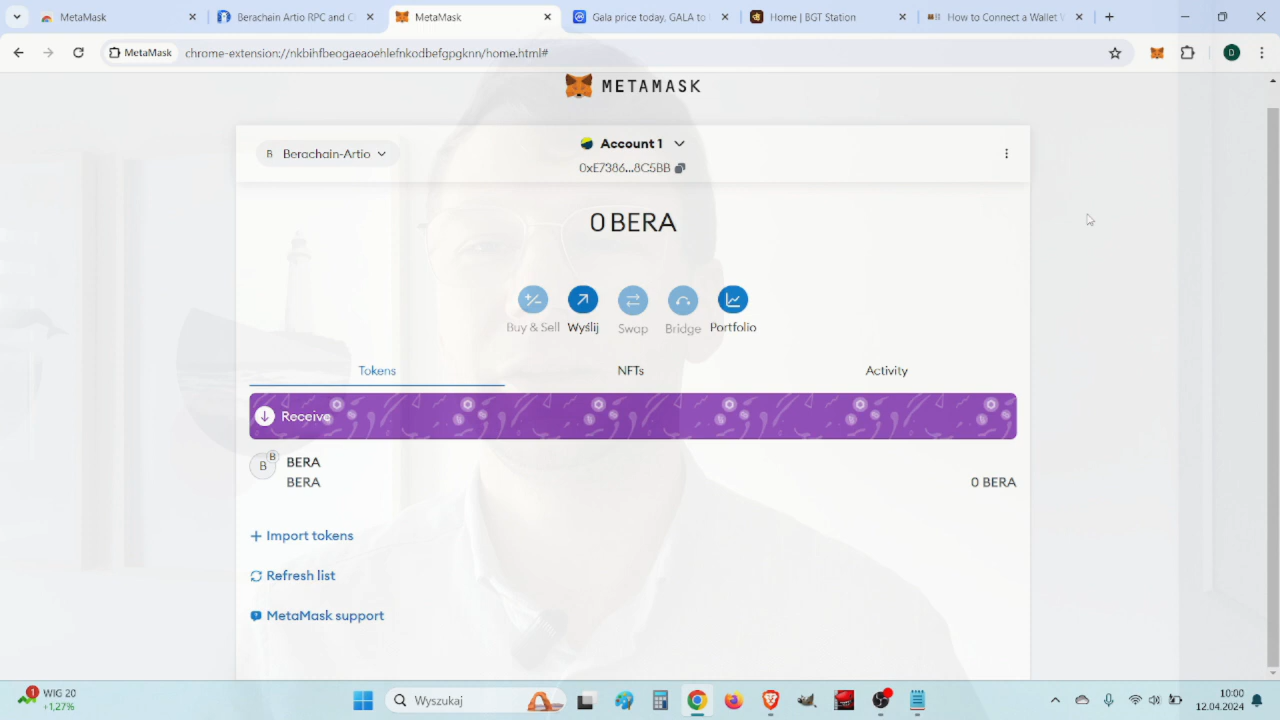 MetaMask
Berachain Artio RPC and C
MetaMask
Gala price today, GALA to
Home | BGT Station
How to Connect a Wallet
MetaMask
chrome-extension://nkbihfbeogaeaoehlefnkodbefgpgknn/home.html#
D
METAMASK
B Berachain-Artio
Account 1
0xE7386...8C5BB
0 BERA
Buy & Sell
Wyślij
Swap
Bridge
Portfolio
Tokens
NFTs
Activity
Receive
B
B
BERA
BERA
0 BERA
Import tokens
Refresh list
MetaMask support
1
WIG 20
+1,27%
Wyszukaj
10:00
12.04.2024